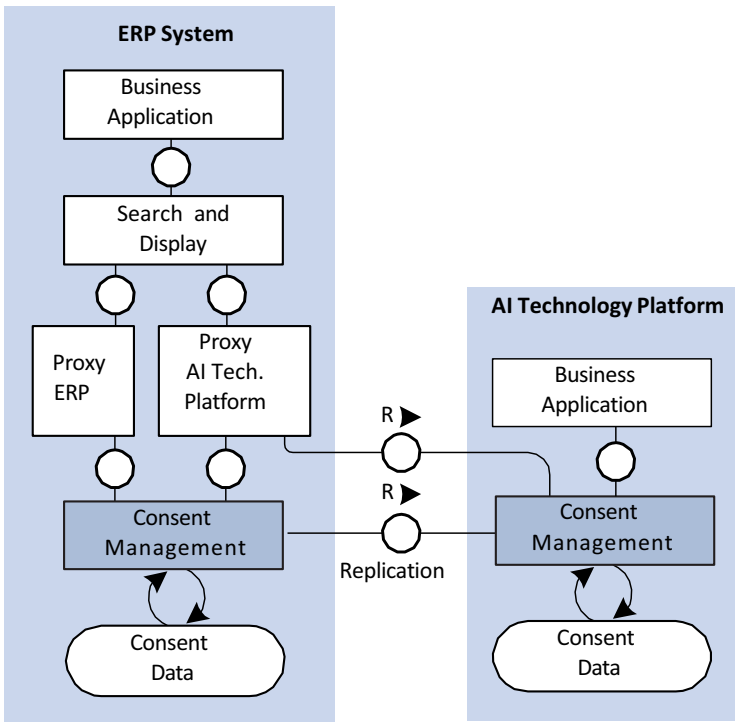 ERP System
Business
Application
Search and
Display
Proxy
ERP
Proxy
AI Tech.
Platform
Consent
Management
Consent
Data
R
R
Replication
AI Technology Platform
Business
Application
Consent
Management
Consent
Data